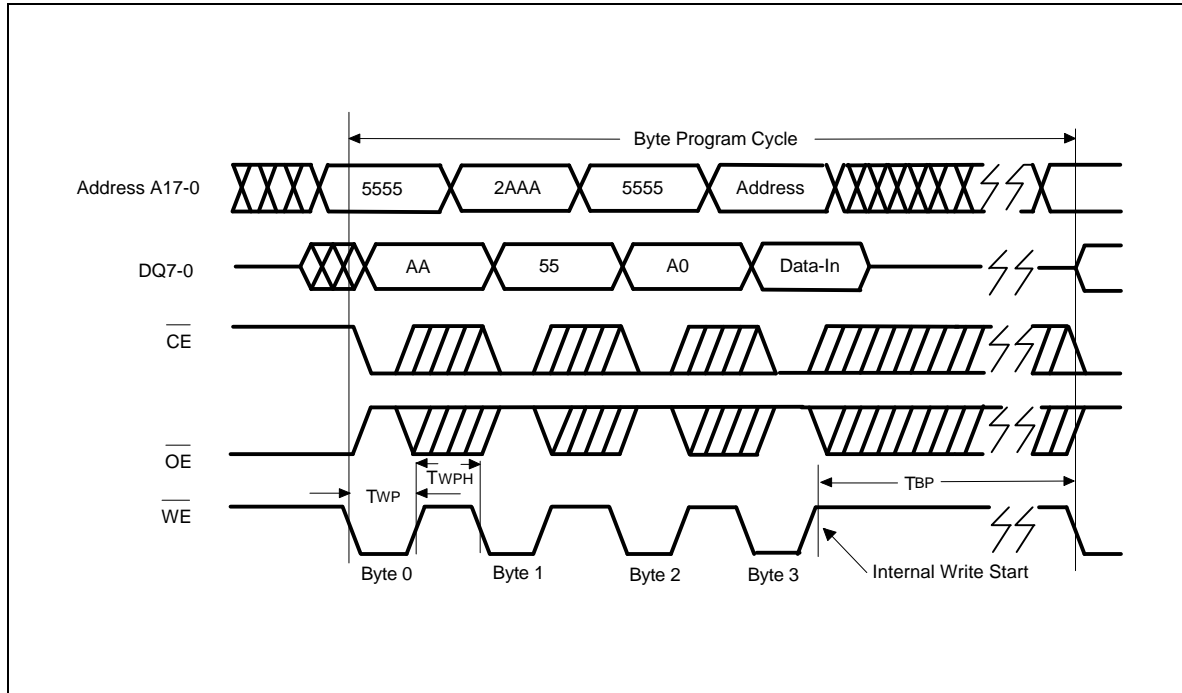 Byte Program Cycle
Address A17-0
5555
2AAA
5555
Address
DQ7-0
AA
55
A0
Data-In
CE
OE
TWPH
TWP
TBP
WE
Byte 0
Byte 1
Byte 2
Byte 3
Internal Write Start